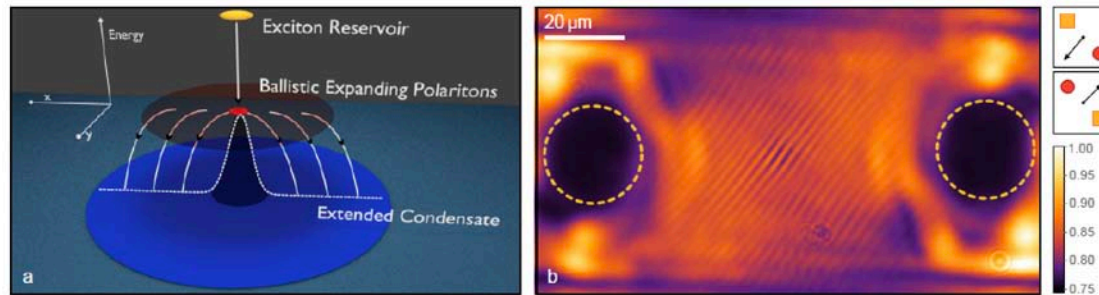 Energy
x
y
Exciton Reservoir
Ballistic Expanding Polaritons
Extended Condensate
a
20 µm
b
1.00
0.95
0.90
0.85
0.80
0.75